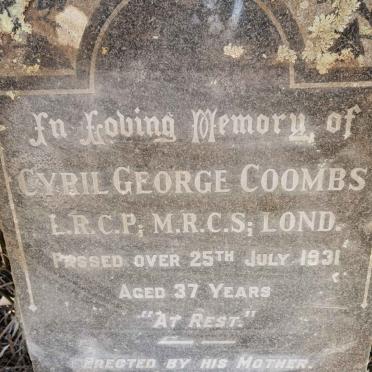 In Loving Memory, of
CYRIL GEORGE COOMBS
L.R.C.P; M.R.C.S; LOND.
PASSED OVER 25TH JULY 1931
AGED 37 YEARS
"AT REST."
ERECTED BY HIS MOTHER.